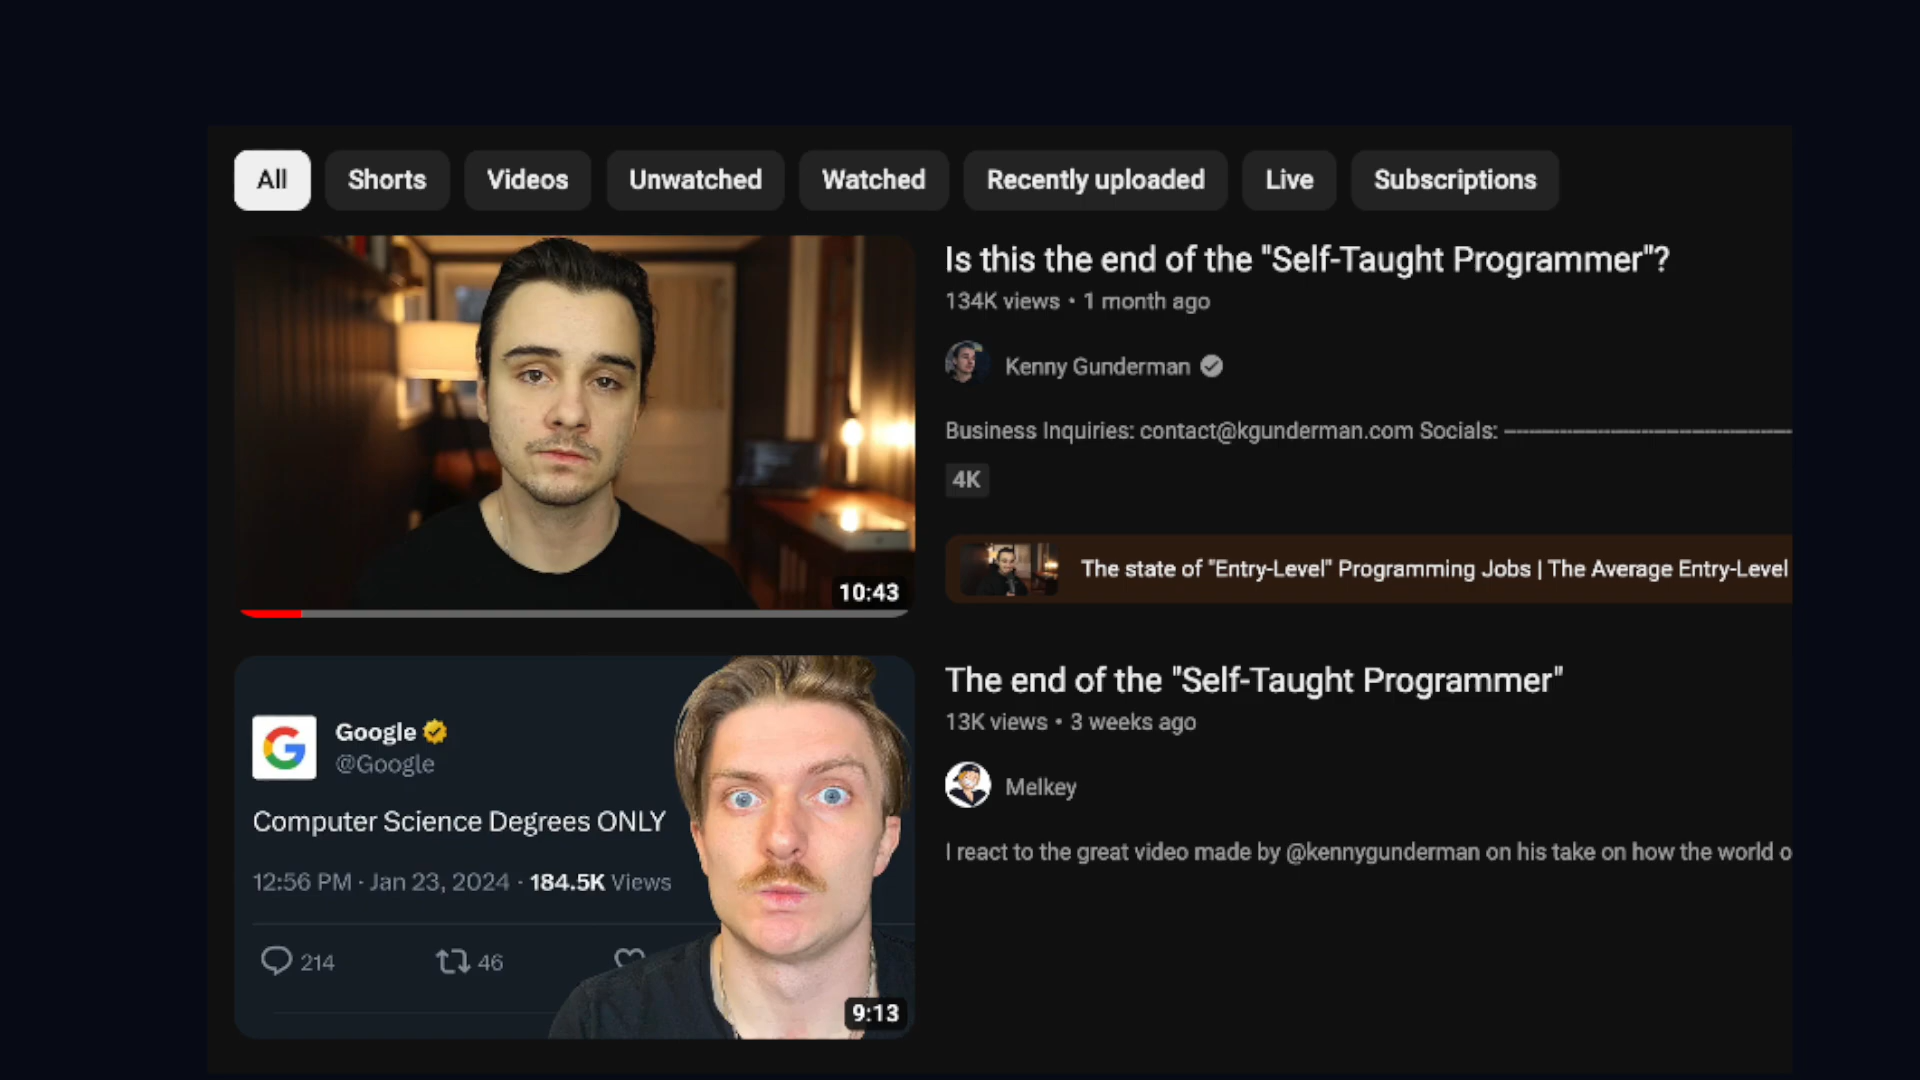 All
Shorts
Videos
Unwatched
Watched
Recently uploaded
Live
Subscriptions
10:43
Is this the end of the "Self-Taught Programmer"?
134K views • 1 month ago
Kenny Gunderman
Business Inquiries: contact@kgunderman.com Socials: ----------------------------------------
4K
The state of "Entry-Level" Programming Jobs | The Average Entry-Level
Google
@Google
Computer Science Degrees ONLY
12:56 PM · Jan 23, 2024 · 184.5K Views
214
46
9:13
The end of the "Self-Taught Programmer"
13K views • 3 weeks ago
Melkey
I react to the great video made by @kennygunderman on his take on how the world o